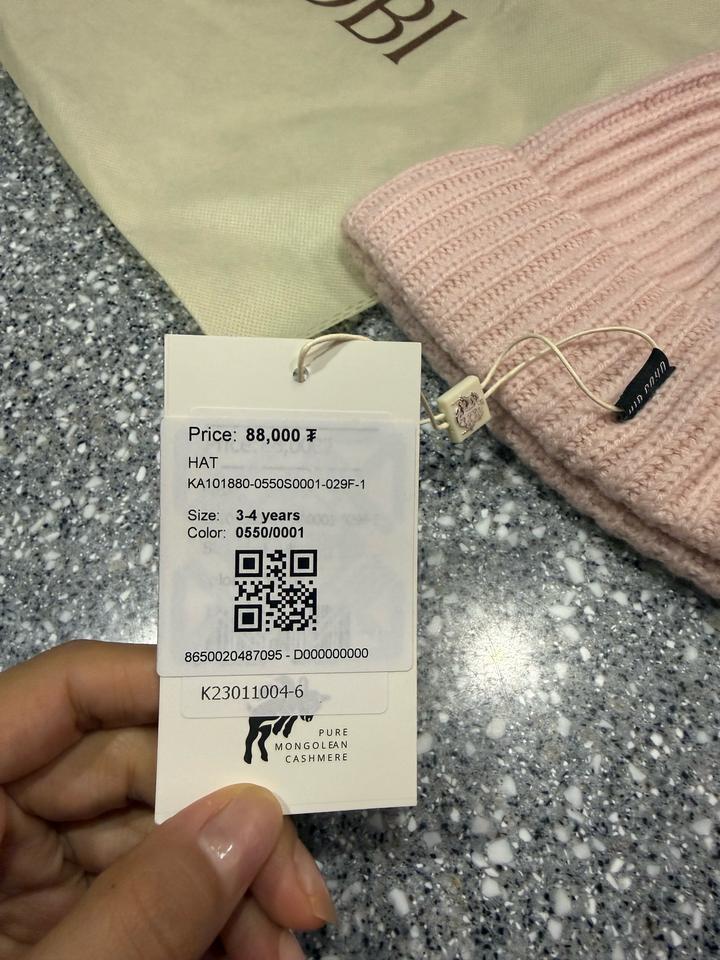 OBI
Price: 88,000 ₮
HAT
KA101880-0550S0001-029F-1
Size: 3-4 years
Color: 0550/0001
8650020487095 - D000000000
K23011004-6
PURE
MONGOLEAN
CASHMERE